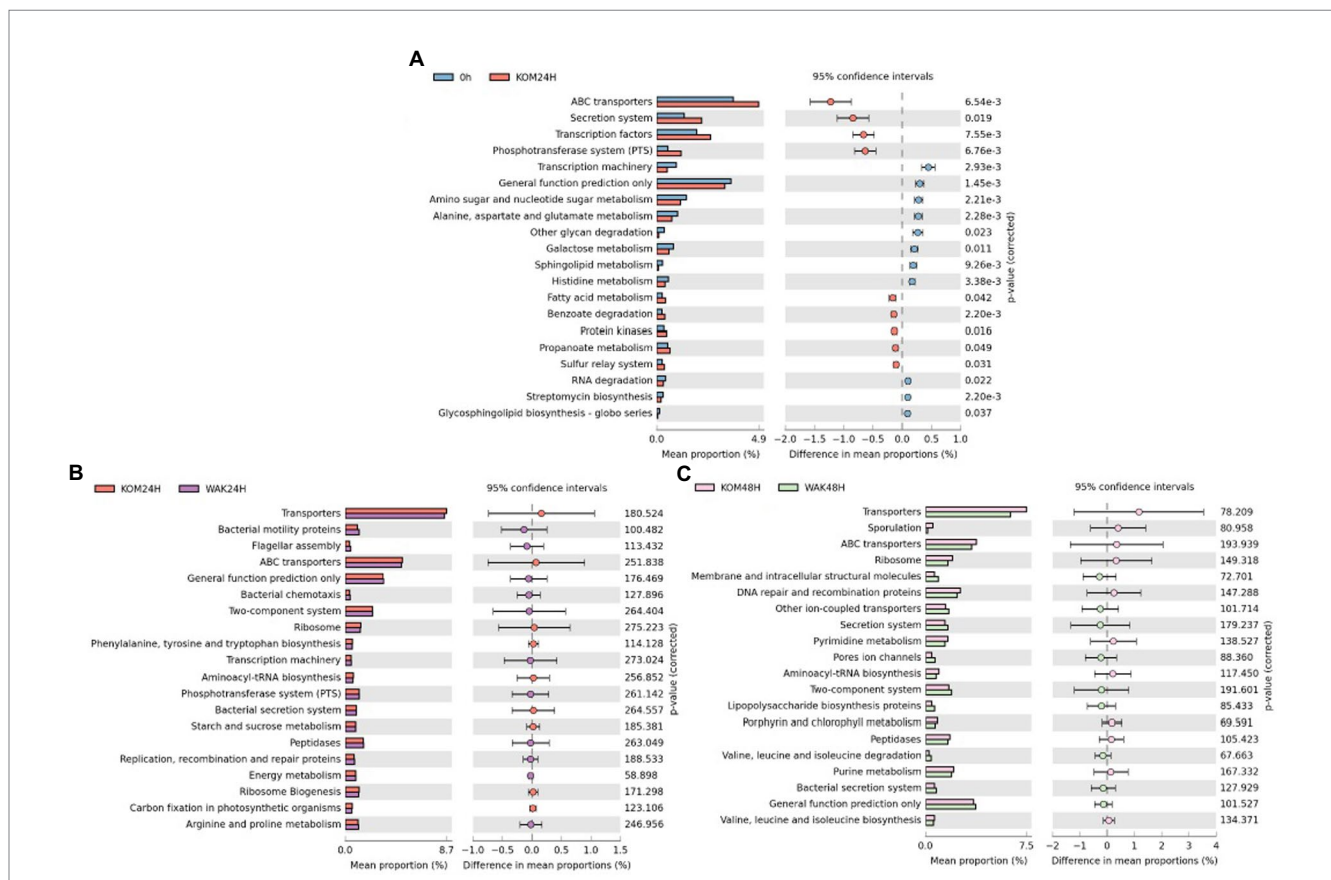 A
0h KOM24H 95% confidence intervals
ABC transporters 6.54e-3
Secretion system 0.019
Transcription factors 7.55e-3
Phosphotransferase system (PTS) 6.76e-3
Transcription machinery 2.93e-3
General function prediction only 1.45e-3
Amino sugar and nucleotide sugar metabolism 2.21e-3
Alanine, aspartate and glutamate metabolism 2.28e-3
Other glycan degradation 0.023
Galactose metabolism 0.011
Sphingolipid metabolism 9.26e-3
Histidine metabolism 3.38e-3
Fatty acid metabolism 0.042
Benzoate degradation 2.20e-3
Protein kinases 0.016
Propanoate metabolism 0.049
Sulfur relay system 0.031
RNA degradation 0.022
Streptomycin biosynthesis 2.20e-3
Glycosphingolipid biosynthesis - globo series 0.037
p-value (corrected)
0.0 4.9 −2.0 −1.5 −1.0 −0.5 0.0 0.5 1.0
Mean proportion (%) Difference in mean proportions (%)
B
KOM24H WAK24H 95% confidence intervals
Transporters 180.524
Bacterial motility proteins 100.482
Flagellar assembly 113.432
ABC transporters 251.838
General function prediction only 176.469
Bacterial chemotaxis 127.896
Two-component system 264.404
Ribosome 275.223
Phenylalanine, tyrosine and tryptophan biosynthesis 114.128
Transcription machinery 273.024
Aminoacyl-tRNA biosynthesis 256.852
Phosphotransferase system (PTS) 261.142
Bacterial secretion system 264.557
Starch and sucrose metabolism 185.381
Peptidases 263.049
Replication, recombination and repair proteins 188.533
Energy metabolism 58.898
Ribosome Biogenesis 171.298
Carbon fixation in photosynthetic organisms 123.106
Arginine and proline metabolism 246.956
p-value (corrected)
0.0 8.7 −1.0 −0.5 0.0 0.5 1.0 1.5
Mean proportion (%) Difference in mean proportions (%)
C
KOM48H WAK48H 95% confidence intervals
Transporters 78.209
Sporulation 80.958
ABC transporters 193.939
Ribosome 149.318
Membrane and intracellular structural molecules 72.701
DNA repair and recombination proteins 147.288
Other ion-coupled transporters 101.714
Secretion system 179.237
Pyrimidine metabolism 138.527
Pores ion channels 88.360
Aminoacyl-tRNA biosynthesis 117.450
Two-component system 191.601
Lipopolysaccharide biosynthesis proteins 85.433
Porphyrin and chlorophyll metabolism 69.591
Peptidases 105.423
Valine, leucine and isoleucine degradation 67.663
Purine metabolism 167.332
Bacterial secretion system 127.929
General function prediction only 101.527
Valine, leucine and isoleucine biosynthesis 134.371
p-value (corrected)
0.0 7.5 −2 −1 0 1 2 3 4
Mean proportion (%) Difference in mean proportions (%)